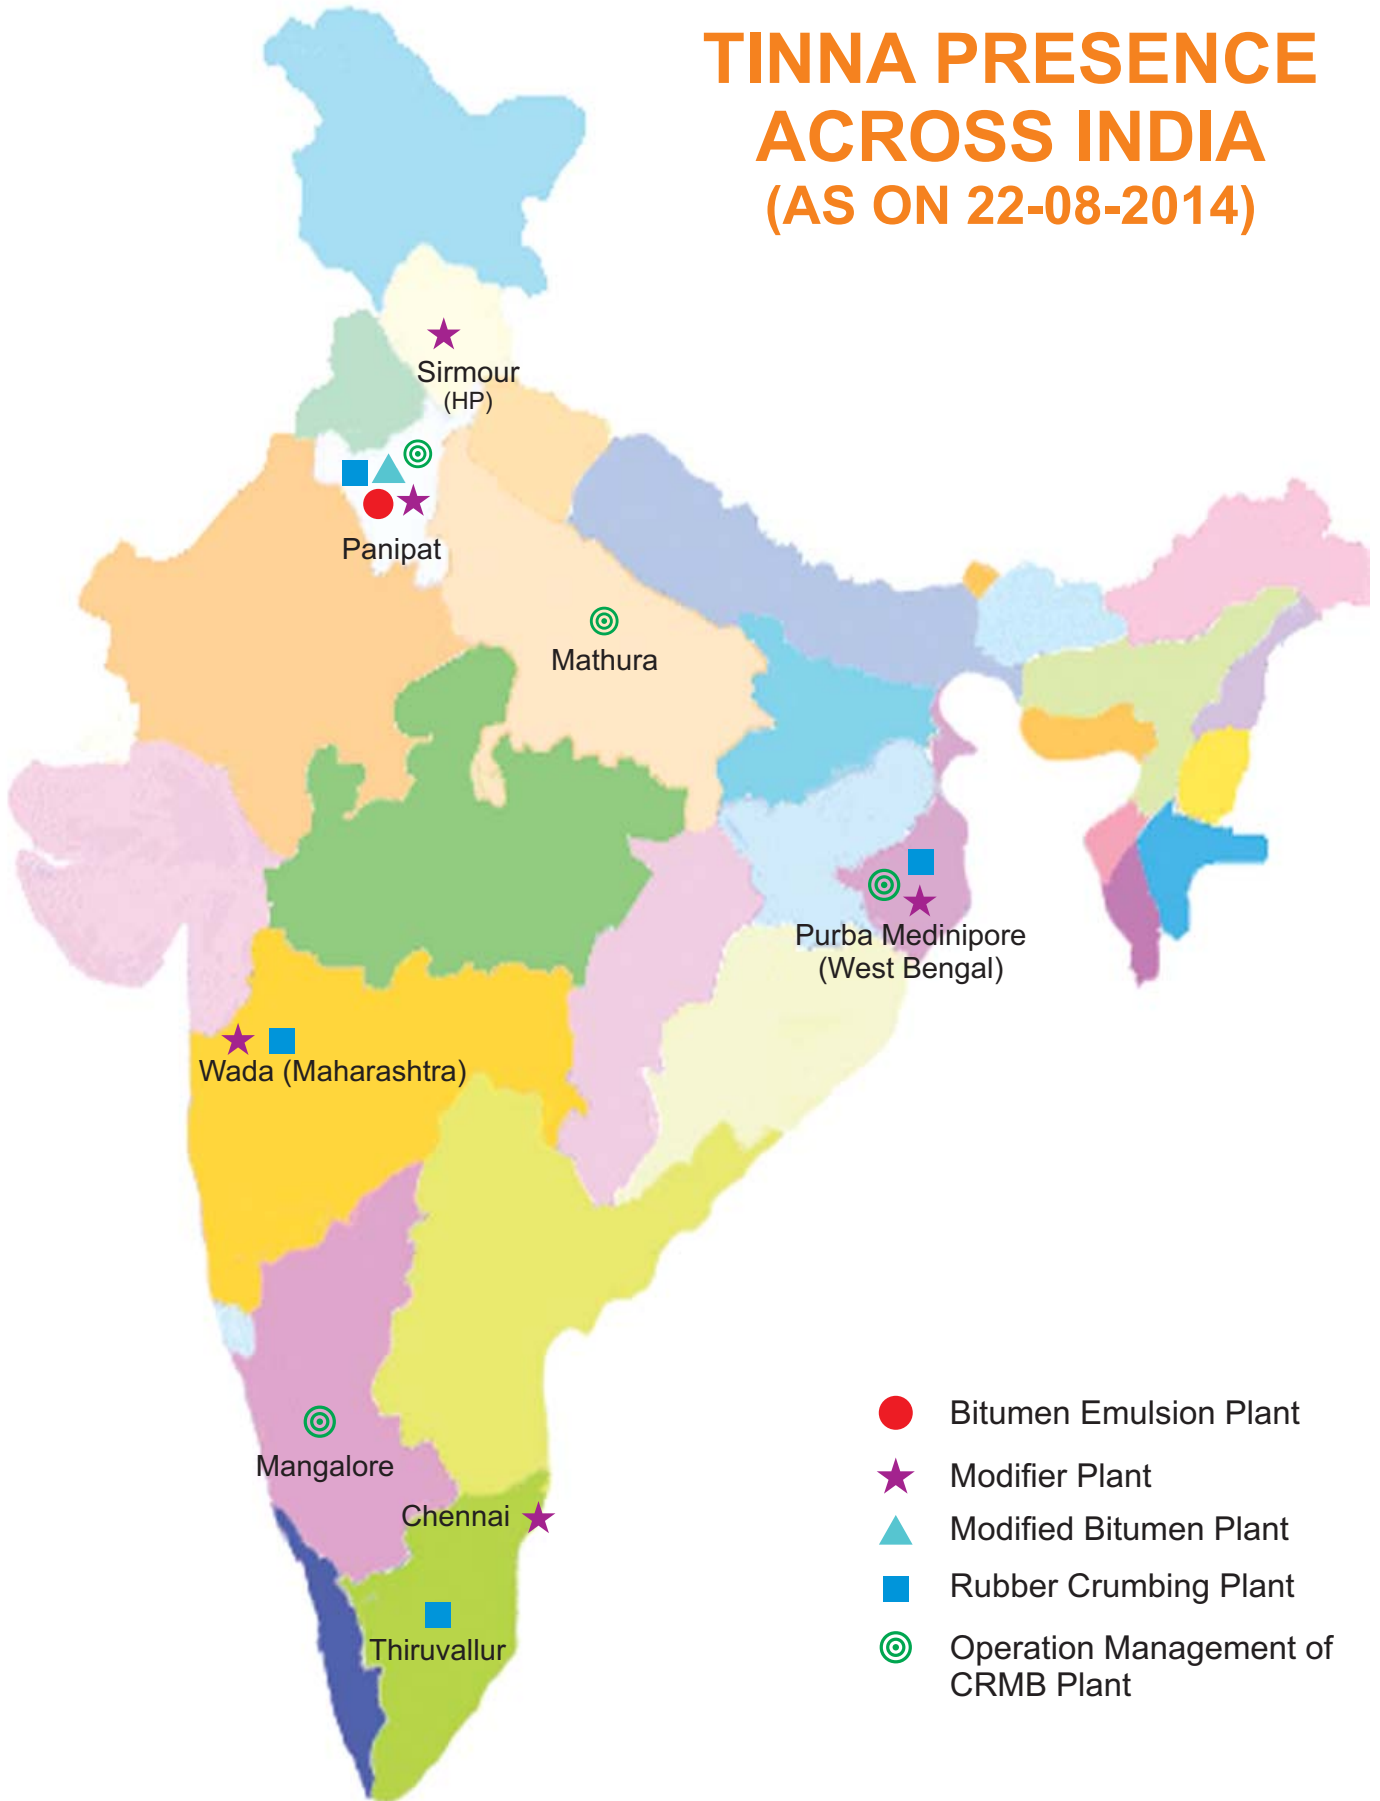 TINNA PRESENCE
ACROSS INDIA
(AS ON 22-08-2014)
Sirmour
(HP)
Panipat
Mathura
Purba Medinipore
(West Bengal)
Wada (Maharashtra)
Mangalore
Chennai
Thiruvallur
Bitumen Emulsion Plant
Modifier Plant
Modified Bitumen Plant
Rubber Crumbing Plant
Operation Management of
CRMB Plant